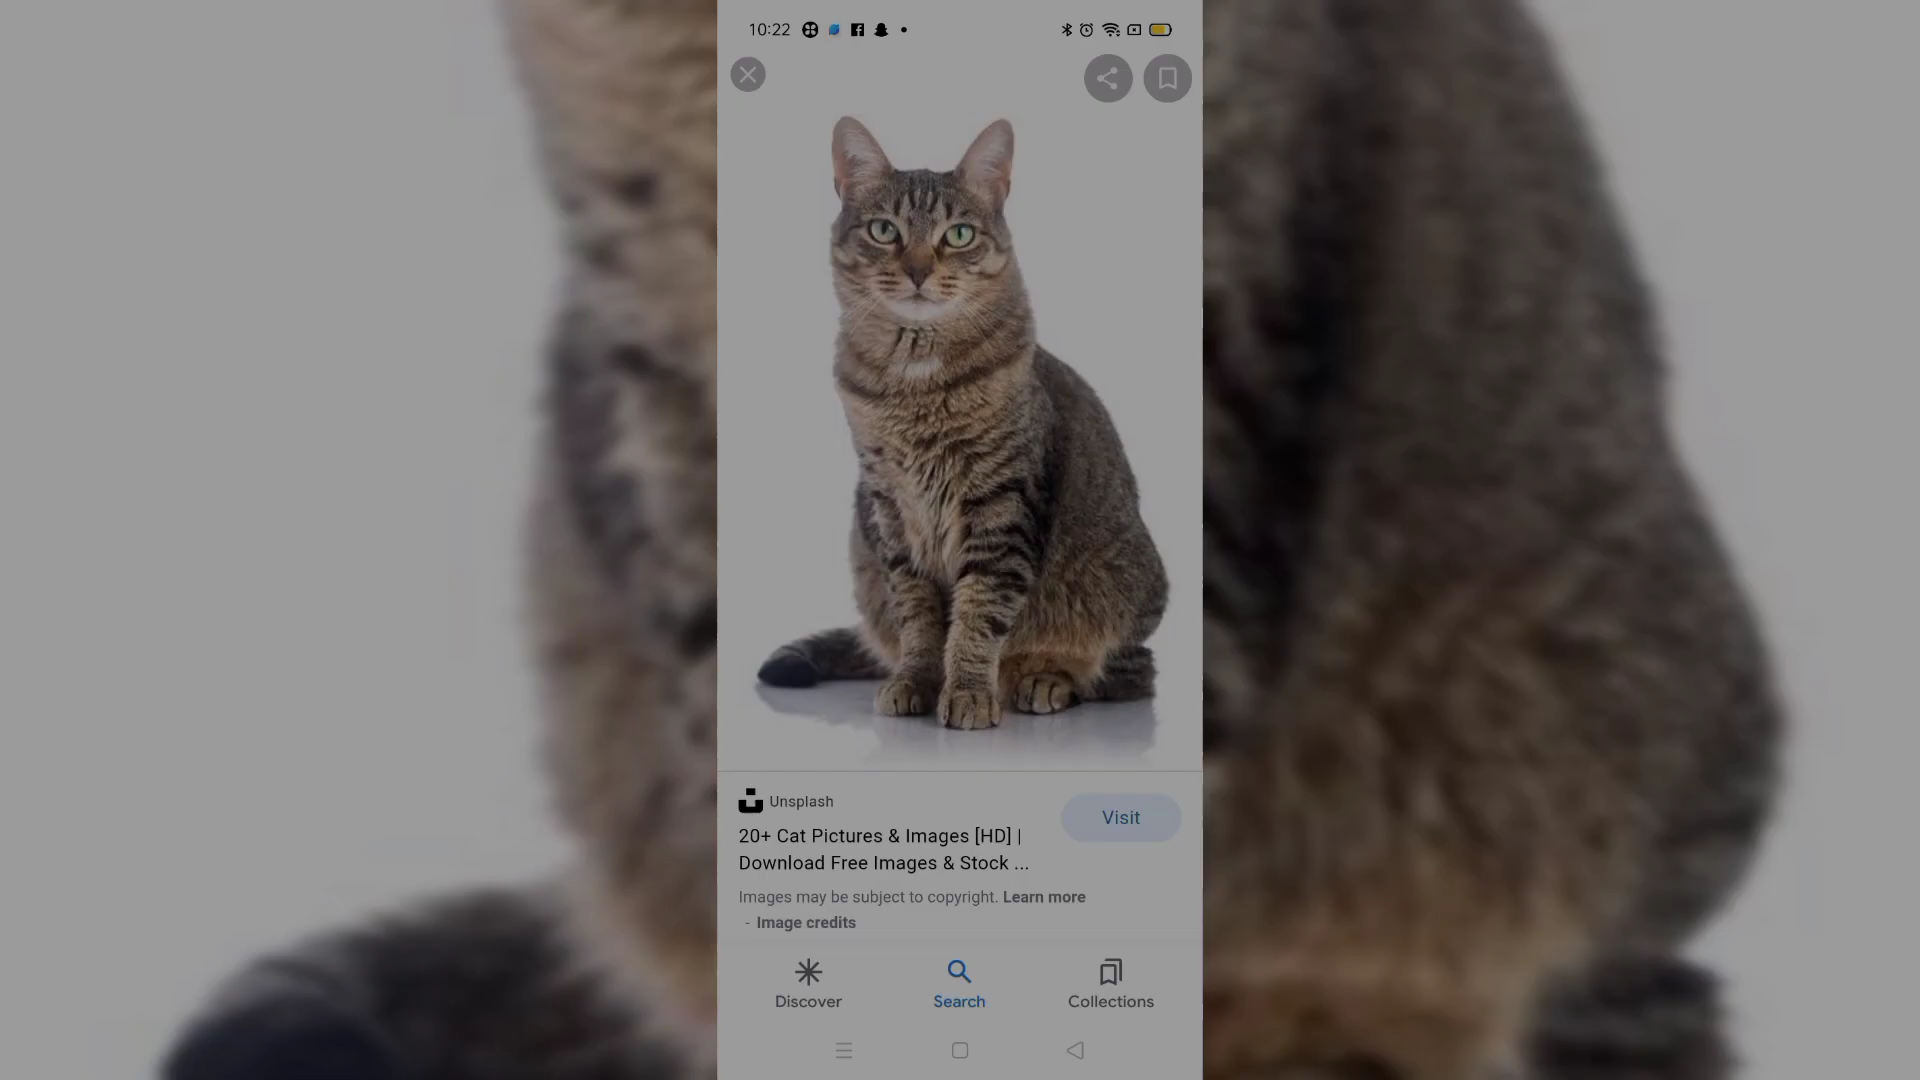 10:22
Unsplash
Visit
20+ Cat Pictures & Images [HD] |
Download Free Images & Stock ...
Images may be subject to copyright. Learn more
- Image credits
Discover
Search
Collections